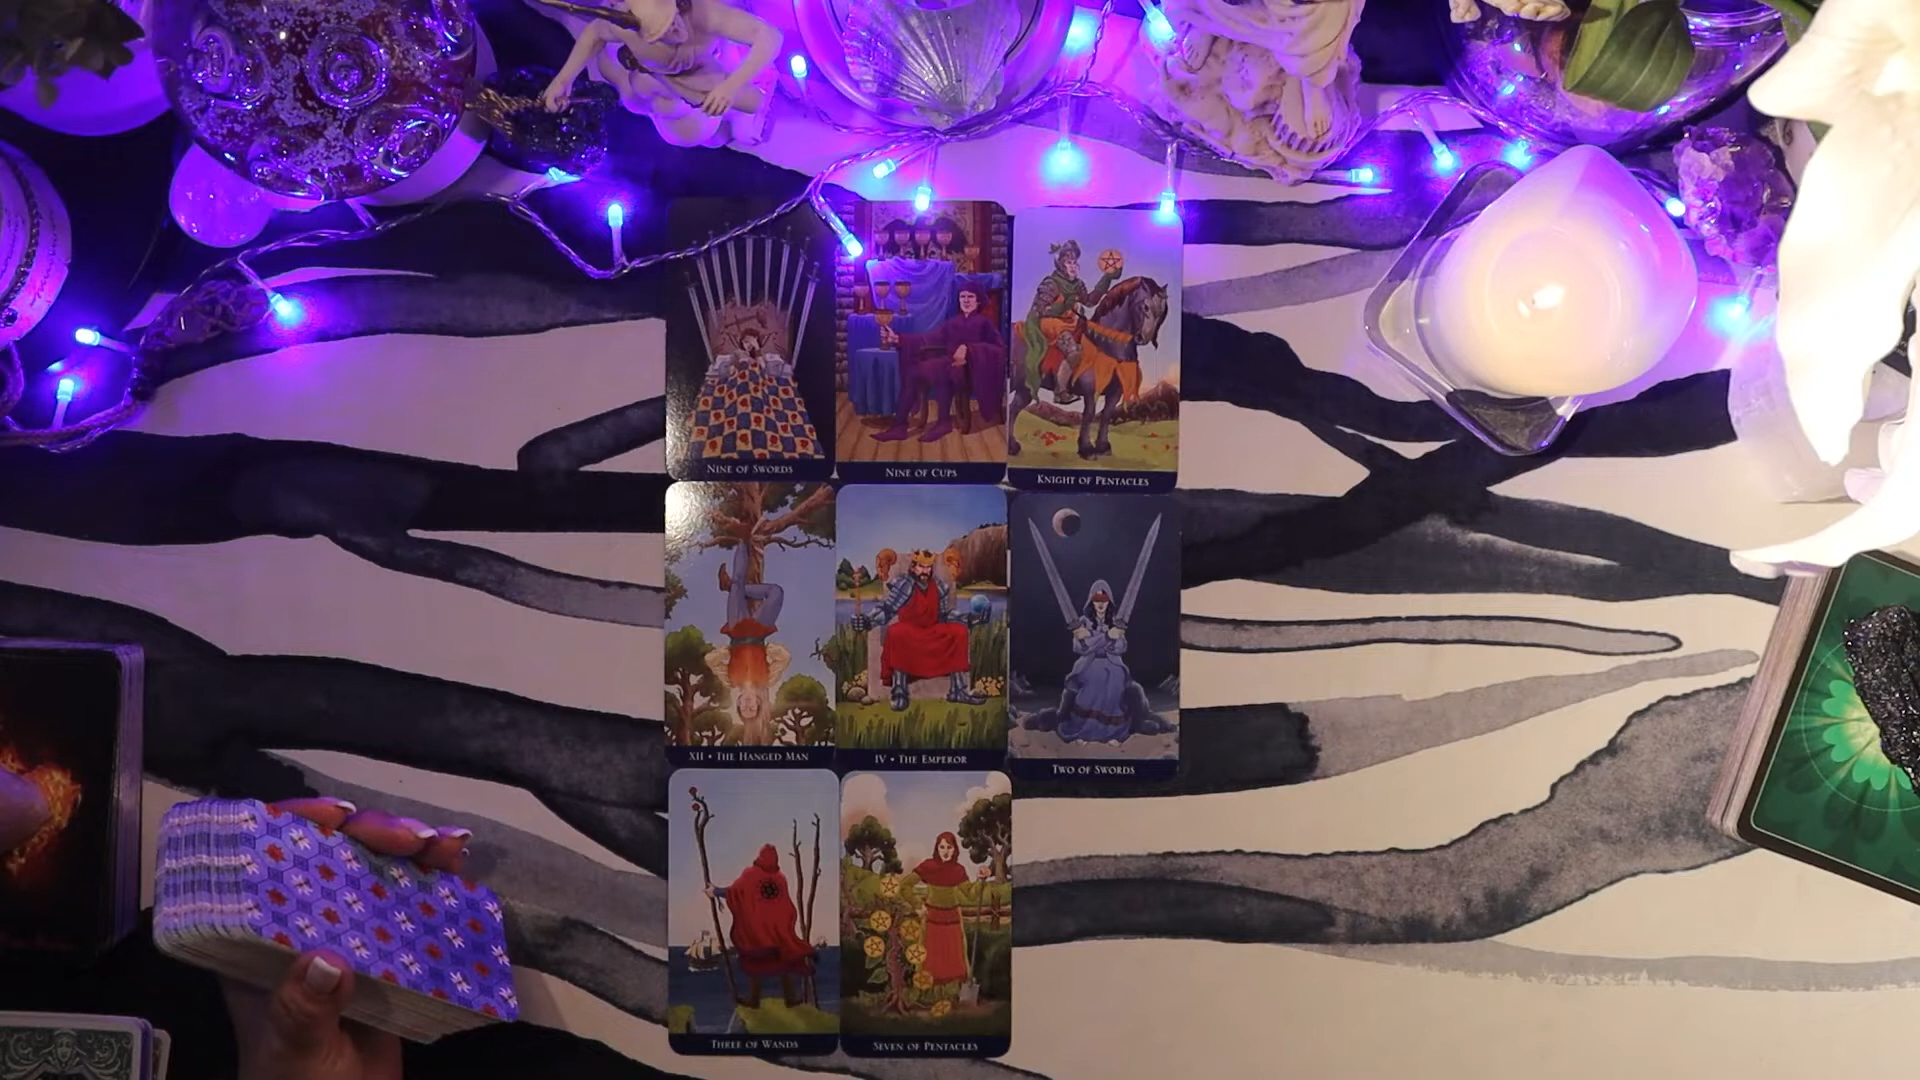 NINE OF SWORDS
NINE OF CUPS
KNIGHT OF PENTACLES
XII • THE HANGED MAN
IV • THE EMPEROR
TWO OF SWORDS
THREE OF WANDS
SEVEN OF PENTACLES